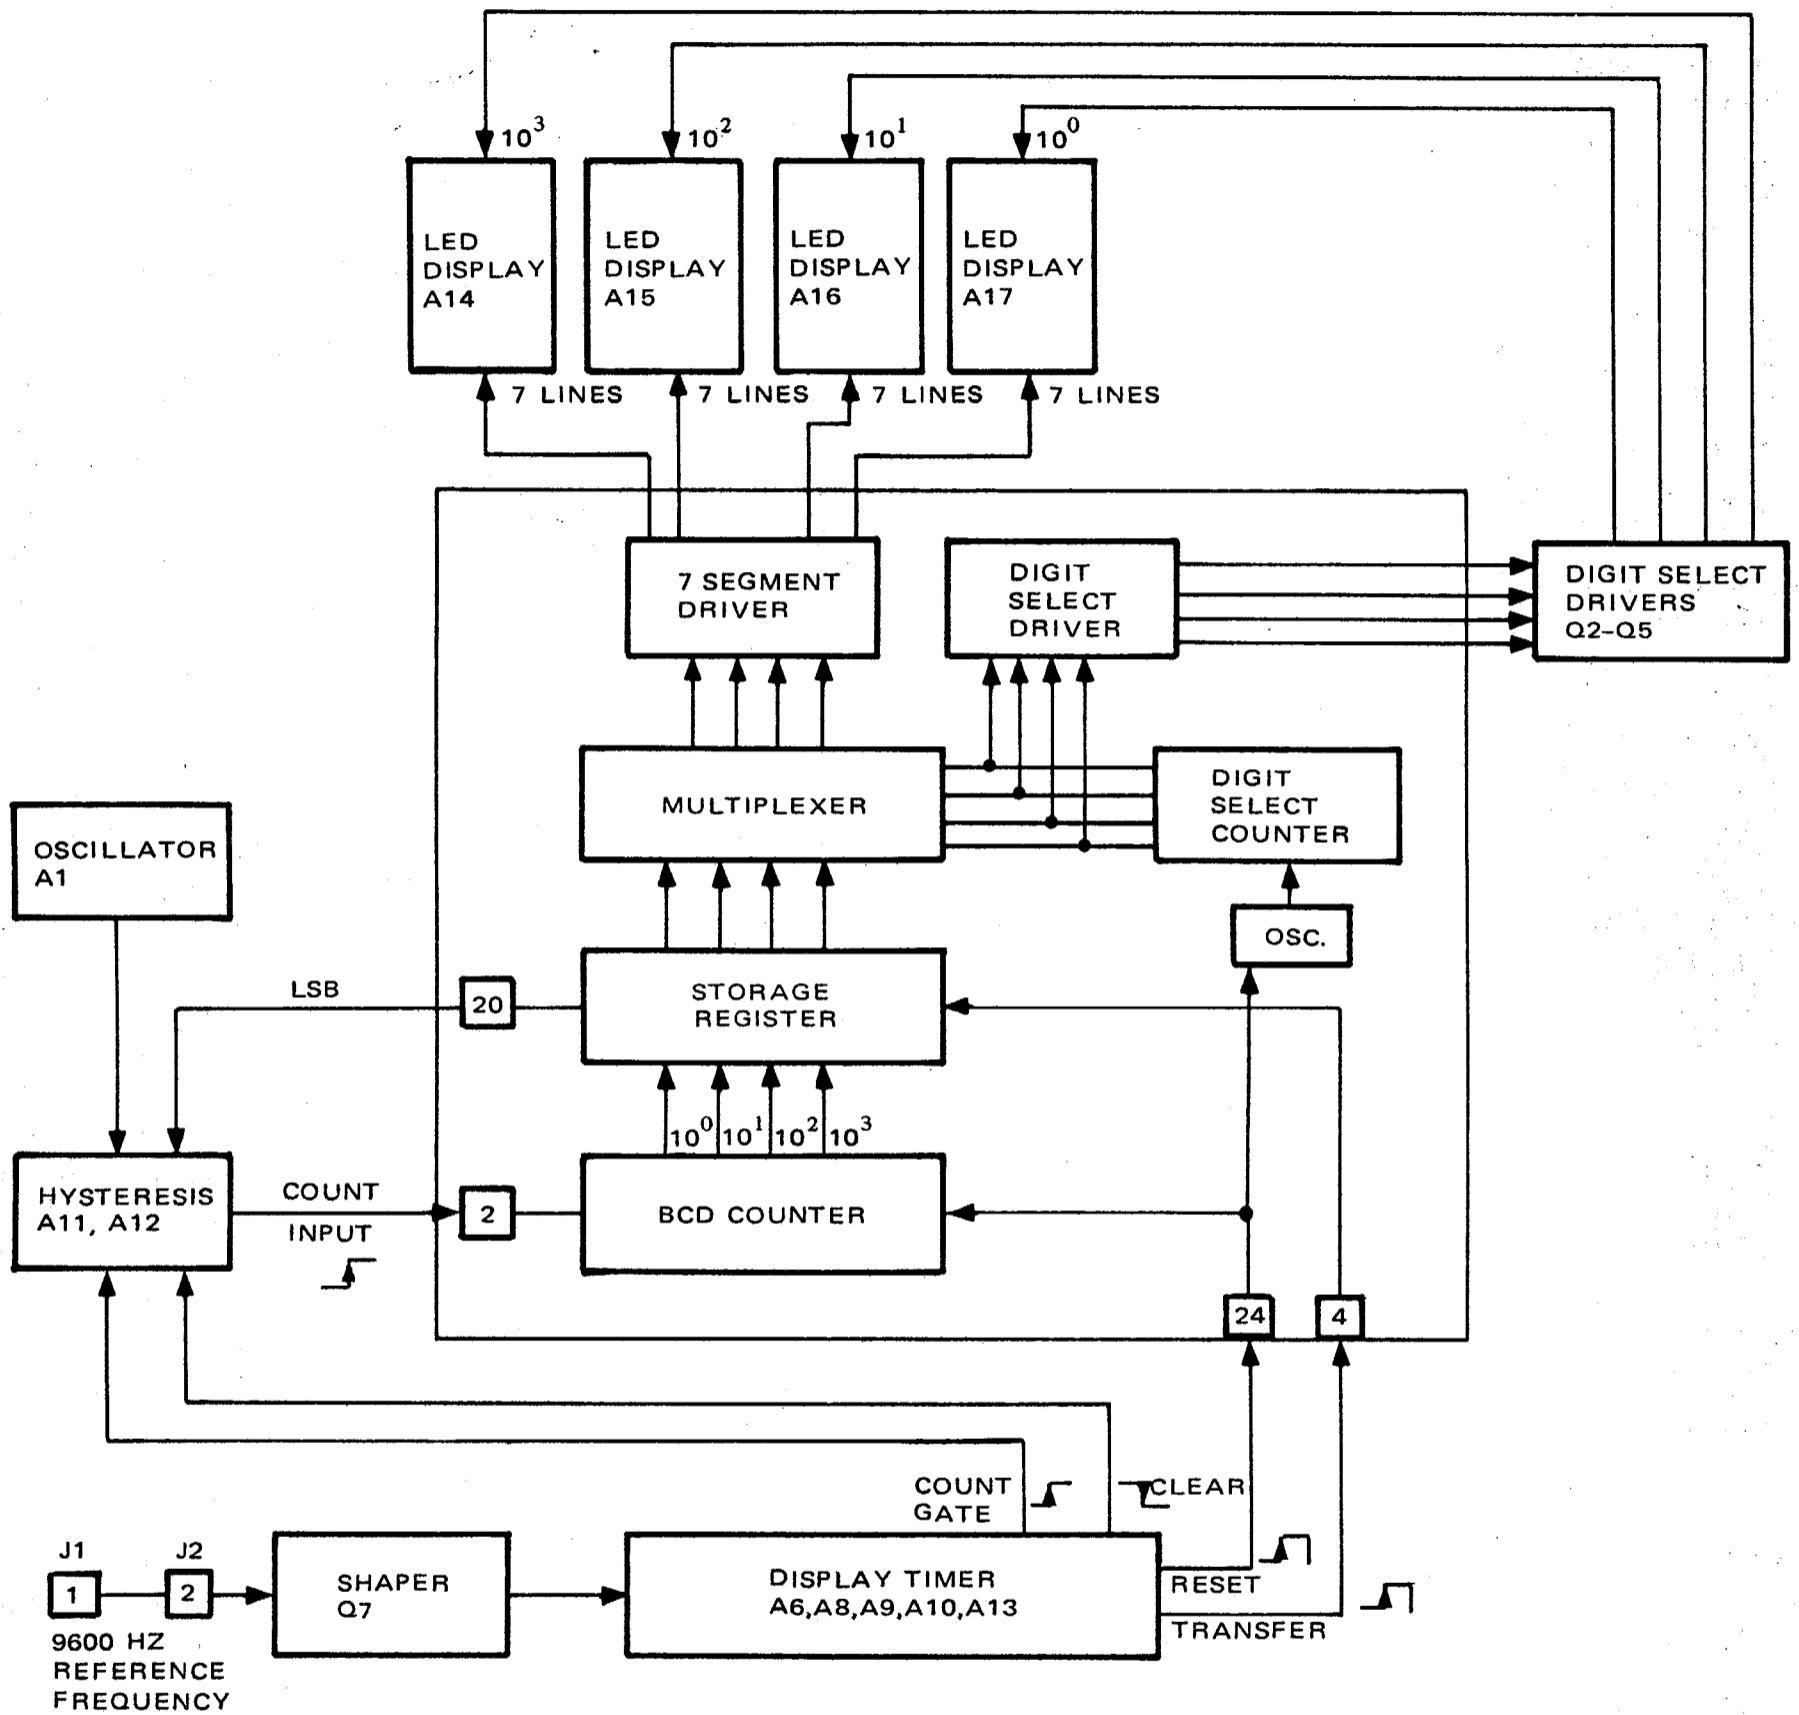 10³
10²
10¹
10⁰
LED
DISPLAY
A14
LED
DISPLAY
A15
LED
DISPLAY
A16
LED
DISPLAY
A17
7 LINES
7 LINES
7 LINES
7 LINES
7 SEGMENT
DRIVER
DIGIT
SELECT
DRIVER
DIGIT SELECT
DRIVERS
Q2-Q5
MULTIPLEXER
DIGIT
SELECT
COUNTER
OSCILLATOR
A1
OSC.
LSB
20
STORAGE
REGISTER
10⁰
10¹
10²
10³
HYSTERESIS
A11, A12
COUNT
INPUT
2
BCD COUNTER
24
4
COUNT
GATE
CLEAR
J1
1
J2
2
SHAPER
Q7
DISPLAY TIMER
A6,A8,A9,A10,A13
RESET
TRANSFER
9600 HZ
REFERENCE
FREQUENCY